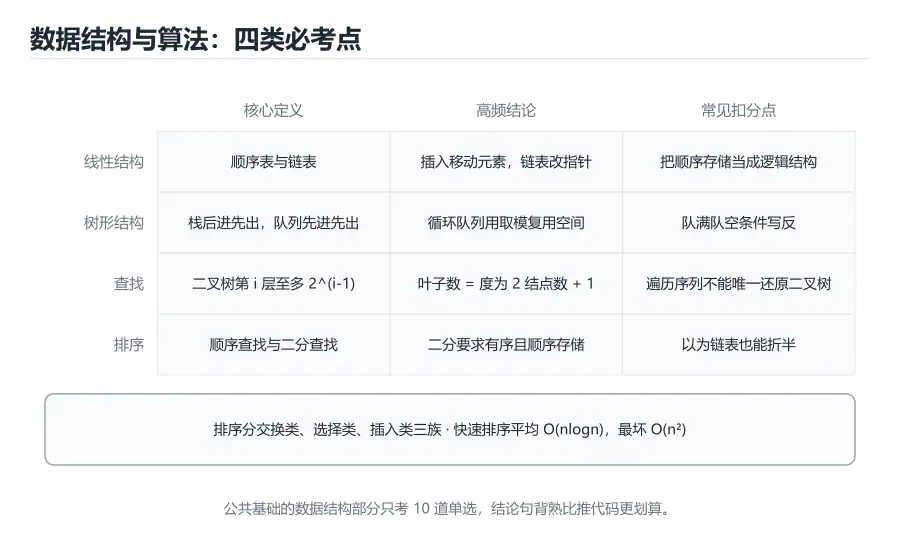 数据结构与算法：四类必考点
核心定义 高频结论 常见扣分点
线性结构 顺序表与链表 插入移动元素，链表改指针 把顺序存储当成逻辑结构
树形结构 栈后进先出，队列先进先出 循环队列用取模复用空间 队满队空条件写反
查找 二叉树第 i 层至多 2^(i-1) 叶子数 = 度为 2 结点数 + 1 遍历序列不能唯一还原二叉树
排序 顺序查找与二分查找 二分要求有序且顺序存储 以为链表也能折半
排序分交换类、选择类、插入类三族 · 快速排序平均 O(nlogn)，最坏 O(n²)
公共基础的数据结构部分只考 10 道单选，结论句背熟比推代码更划算。